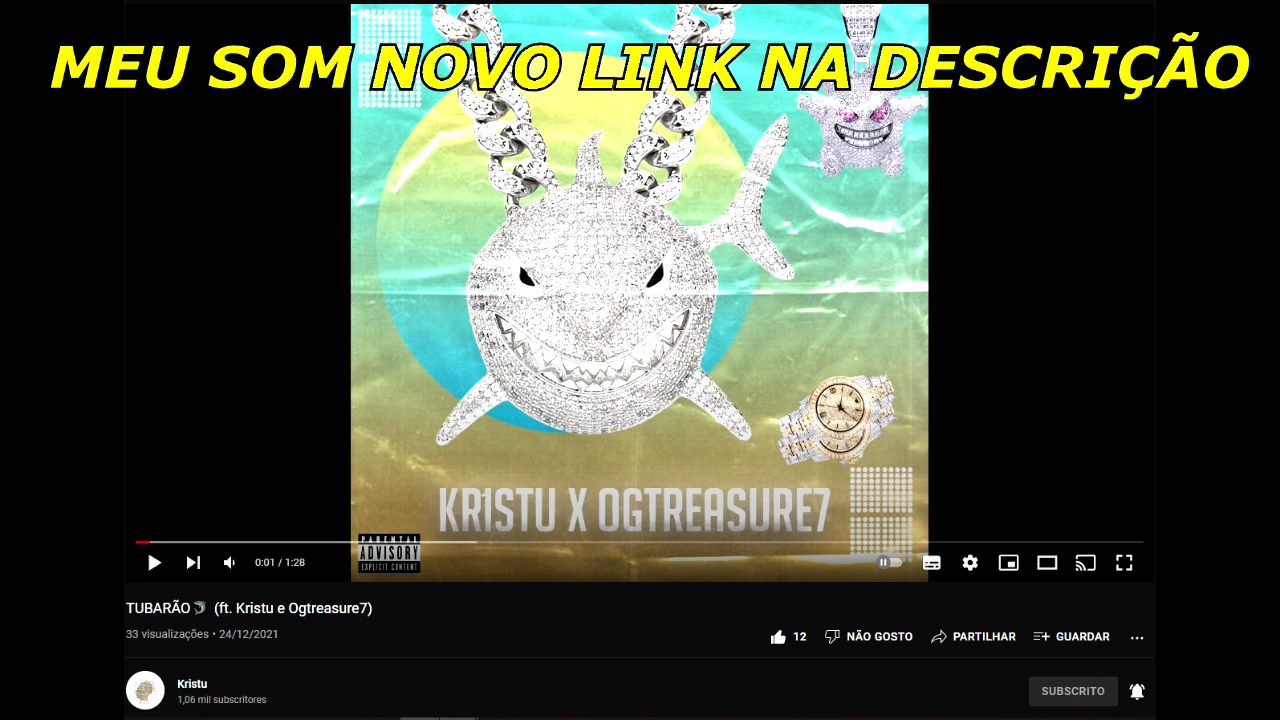 MEU SOM NOVO LINK NA DESCRIÇÃO
KR1STU X OGTREASURE7
PARENTAL
ADVISORY
EXPLICIT CONTENT
0:01 / 1:28
TUBARÃO (ft. Kristu e Ogtreasure7)
33 visualizações • 24/12/2021
12 NÃO GOSTO PARTILHAR GUARDAR
Kristu
1,06 mil subscritores
SUBSCRITO